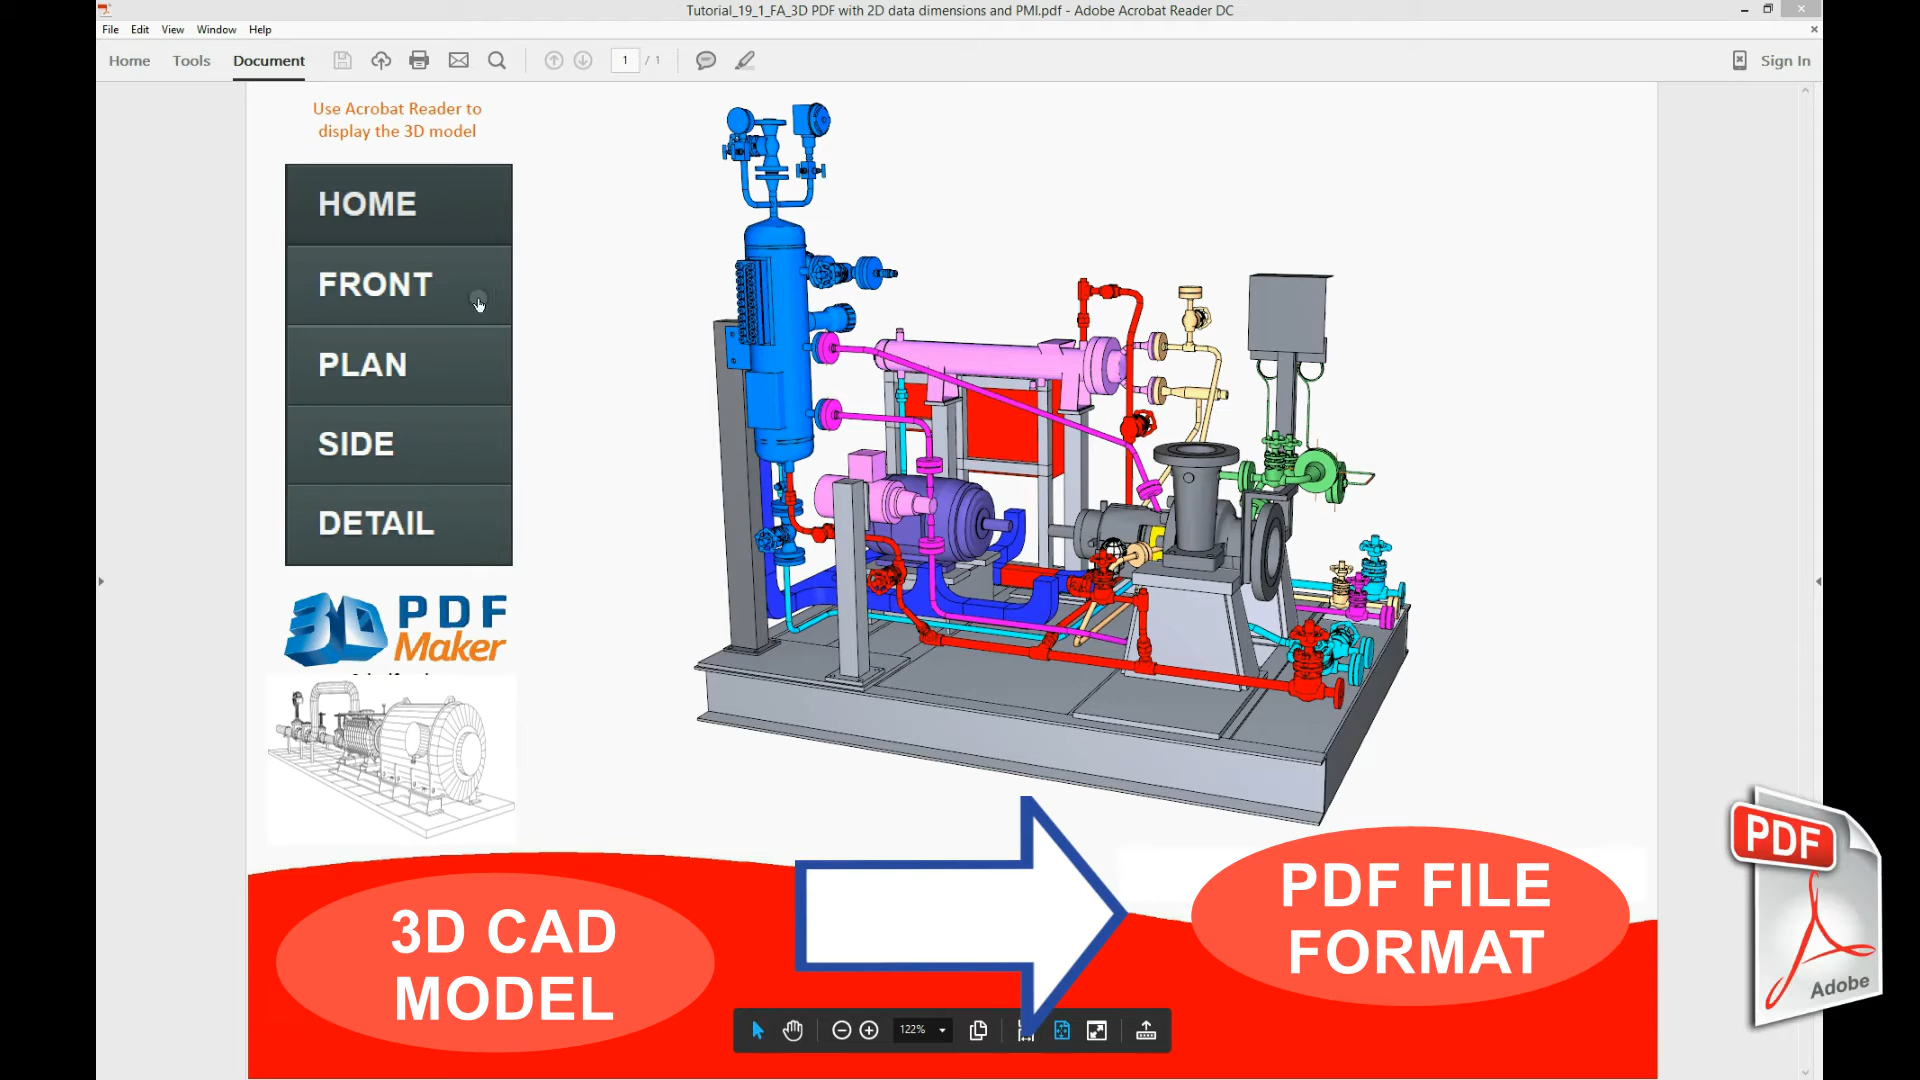 Tutorial_19_1_FA_3D PDF with 2D data dimensions and PMI.pdf - Adobe Acrobat Reader DC
File Edit View Window Help
Home Tools Document 1 / 1 Sign In
Use Acrobat Reader to
display the 3D model
HOME
FRONT
PLAN
SIDE
DETAIL
3D PDF
Maker
3D CAD
MODEL
PDF FILE
FORMAT
PDF
Adobe
122%